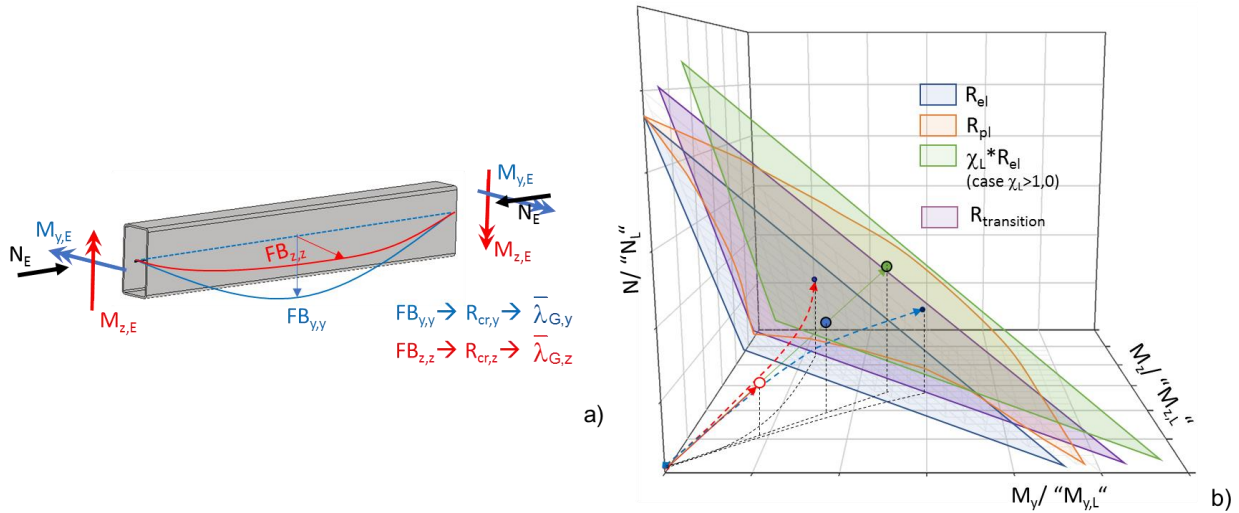 M_y,E
N_E
M_z,E
FB_z,z
FB_y,y
M_y,E
N_E
M_z,E
FB_y,y → R_cr,y → λ̅_G,y
FB_z,z → R_cr,z → λ̅_G,z
a)
N/ "N_L"
R_el
R_pl
χ_L*R_el
(case χ_L>1,0)
R_transition
M_z/ "M_z,L"
M_y/ "M_y,L"
b)